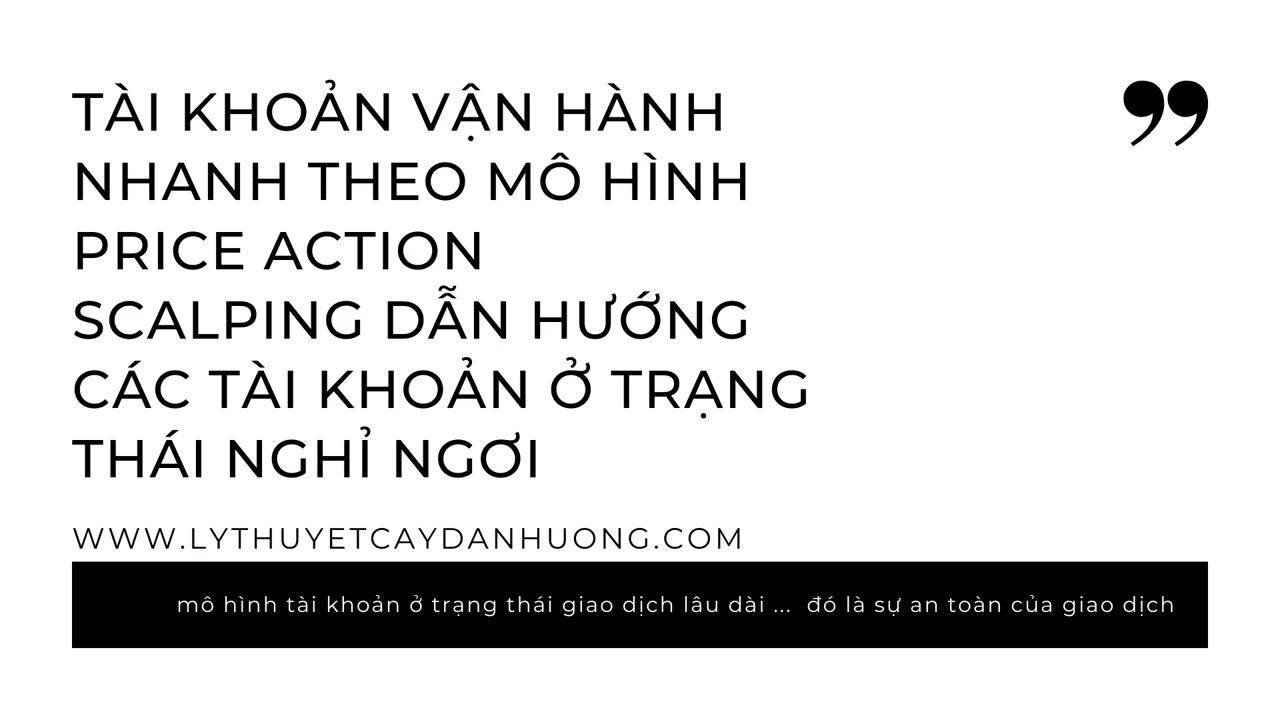 TÀI KHOẢN VẬN HÀNH
NHANH THEO MÔ HÌNH
PRICE ACTION
SCALPING DẪN HƯỚNG
CÁC TÀI KHOẢN Ở TRẠNG
THÁI NGHỈ NGƠI
WWW.LYTHUYETCAYDANHUONG.COM
mô hình tài khoản ở trạng thái giao dịch lâu dài ... đó là sự an toàn của giao dịch